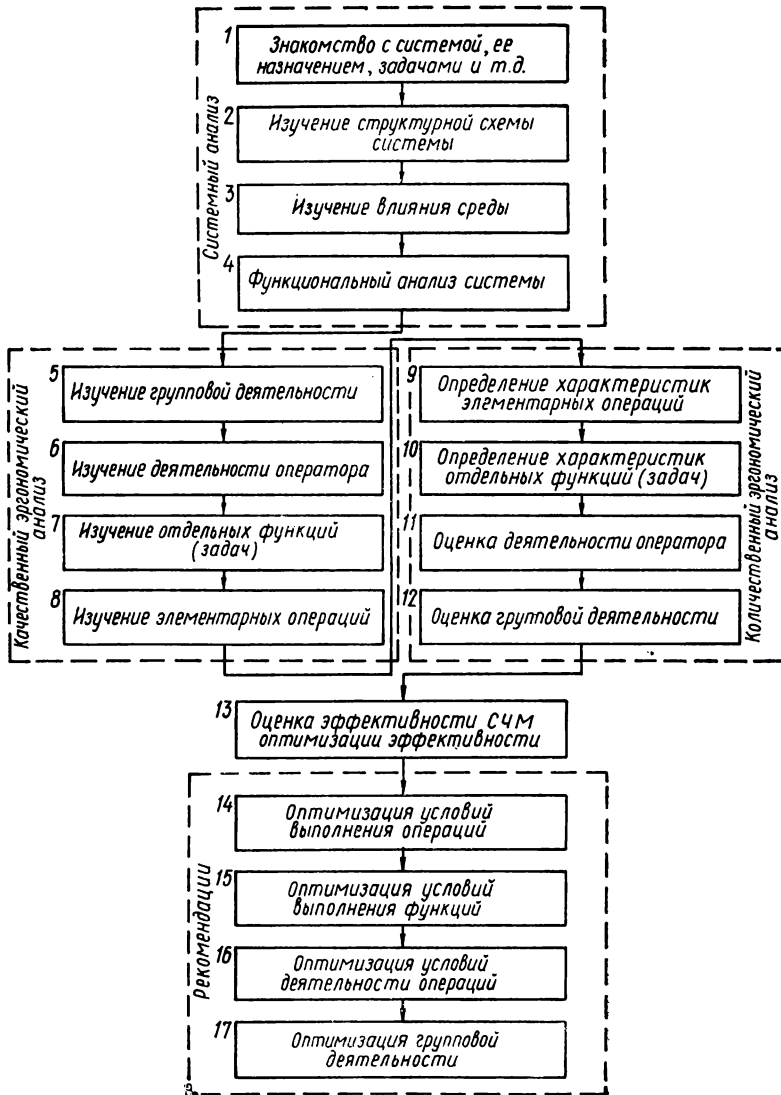 1
Знакомство с системой, ее
назначением, задачами и т.д.
2
Изучение структурной схемы
системы
3
Изучение влияния среды
4
Функциональный анализ системы
Системный анализ
5
Изучение групповой деятельности
6
Изучение деятельности оператора
7
Изучение отдельных функций
(задач)
8
Изучение элементарных операций
Качественный эргономический
анализ
9
Определение характеристик
элементарных операций
10
Определение характеристик
отдельных функций (задач)
11
Оценка деятельности оператора
12
Оценка групповой деятельности
Количественный эргономический
анализ
13
Оценка эффективности СЧМ
оптимизации эффективности
14
Оптимизация условий
выполнения операций
15
Оптимизация условий
выполнения функций
16
Оптимизация условий
деятельности операций
17
Оптимизация групповой
деятельности
Рекомендации